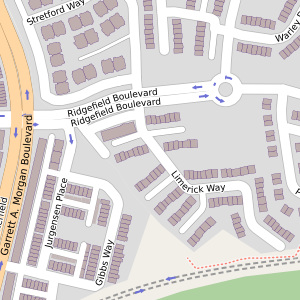 Stretford Way
Warley
Ridgefield Boulevard
Ridgefield Boulevard
Garrett A. Morgan Boulevard
Jurgensen Place
Limerick Way
Gibbs Way